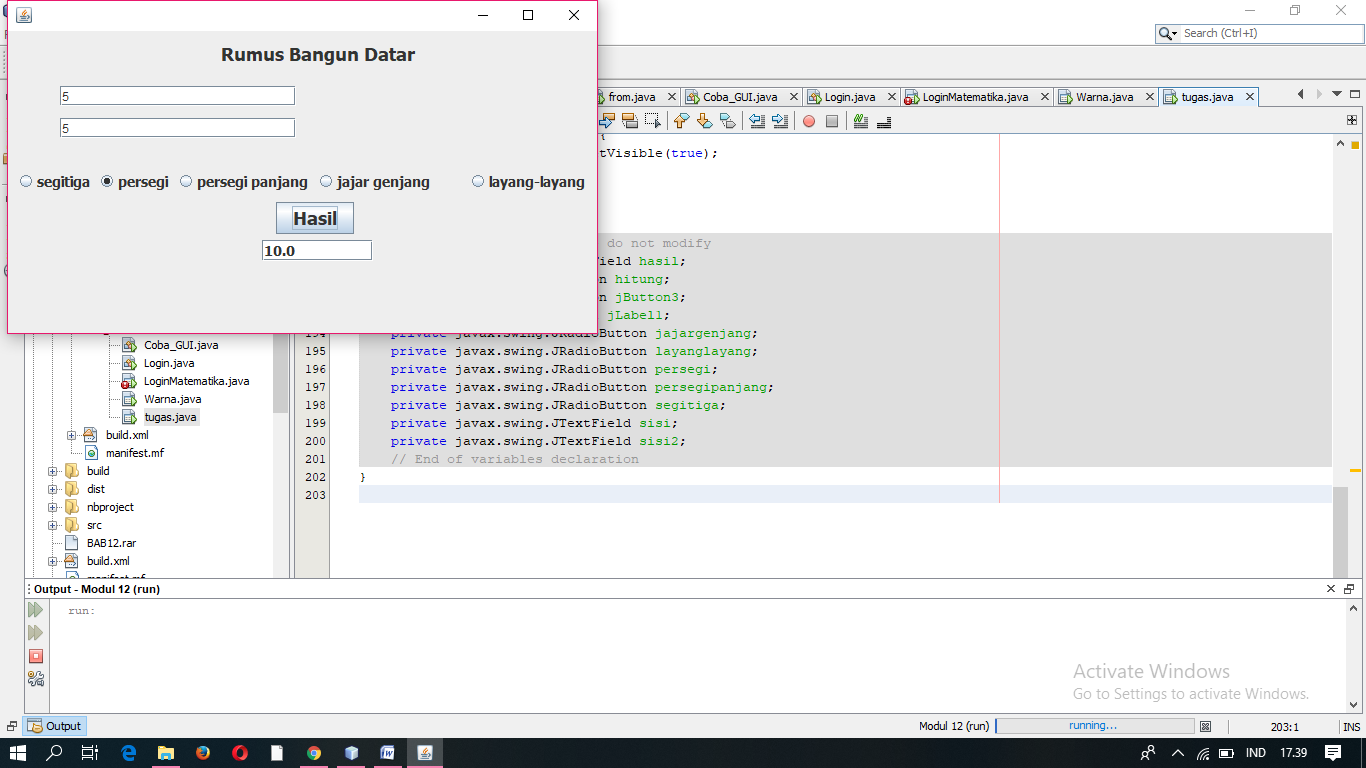 Rumus Bangun Datar
5
5
segitiga persegi persegi panjang jajar genjang layang-layang
Hasil
10.0
Search (Ctrl+I)
from.java Coba_GUI.java Login.java LoginMatematika.java Warna.java tugas.java
{
tVisible(true);
do not modify
ield hasil;
n hitung;
n jButton3;
jLabel1;
194 private javax.swing.JRadioButton jajargenjang;
195 private javax.swing.JRadioButton layanglayang;
196 private javax.swing.JRadioButton persegi;
197 private javax.swing.JRadioButton persegipanjang;
198 private javax.swing.JRadioButton segitiga;
199 private javax.swing.JTextField sisi;
200 private javax.swing.JTextField sisi2;
201 // End of variables declaration
202 }
203
Coba_GUI.java
Login.java
LoginMatematika.java
Warna.java
tugas.java
build.xml
manifest.mf
build
dist
nbproject
src
BAB12.rar
build.xml
manifest.mf
Output - Modul 12 (run)
run:
Activate Windows
Go to Settings to activate Windows.
Output
Modul 12 (run) running... 203:1 INS
IND 17.39